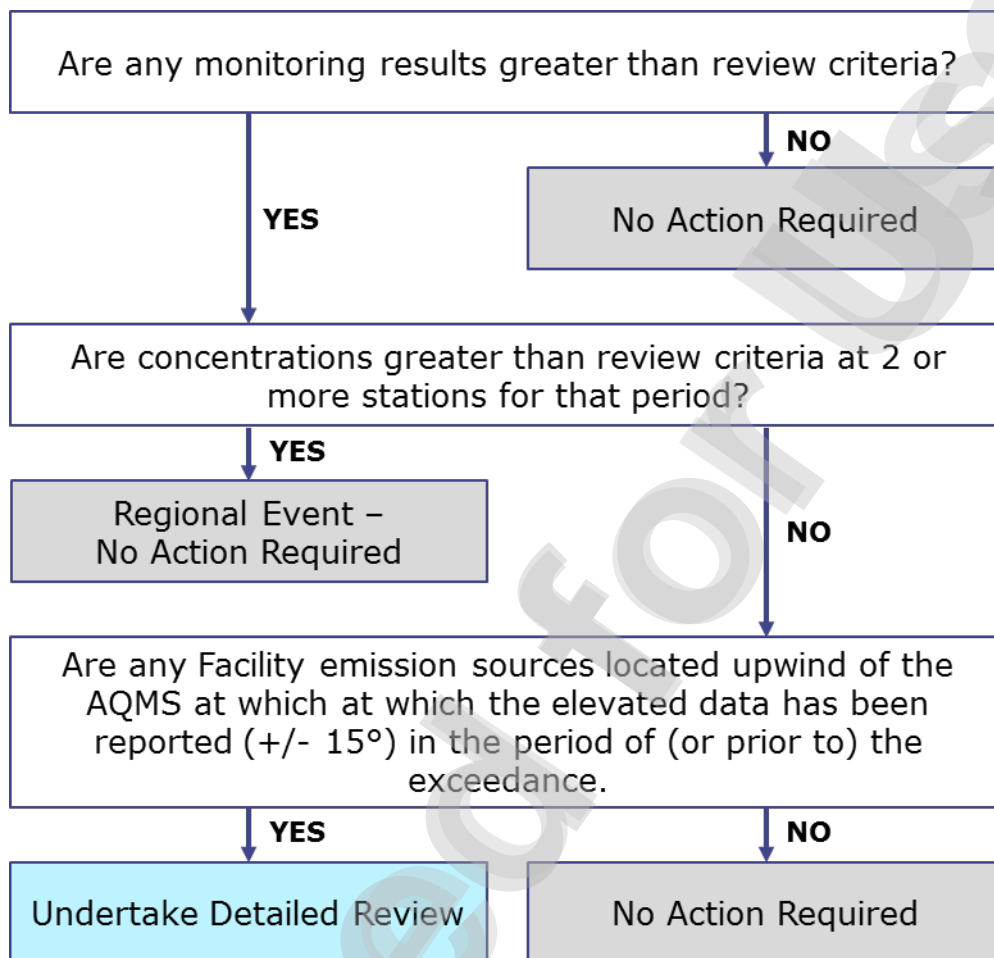 Are any monitoring results greater than review criteria?
NO
No Action Required
YES
Are concentrations greater than review criteria at 2 or
more stations for that period?
YES
Regional Event –
No Action Required
NO
Are any Facility emission sources located upwind of the
AQMS at which at which the elevated data has been
reported (+/- 15°) in the period of (or prior to) the
exceedance.
YES
NO
Undertake Detailed Review
No Action Required
ed for Us